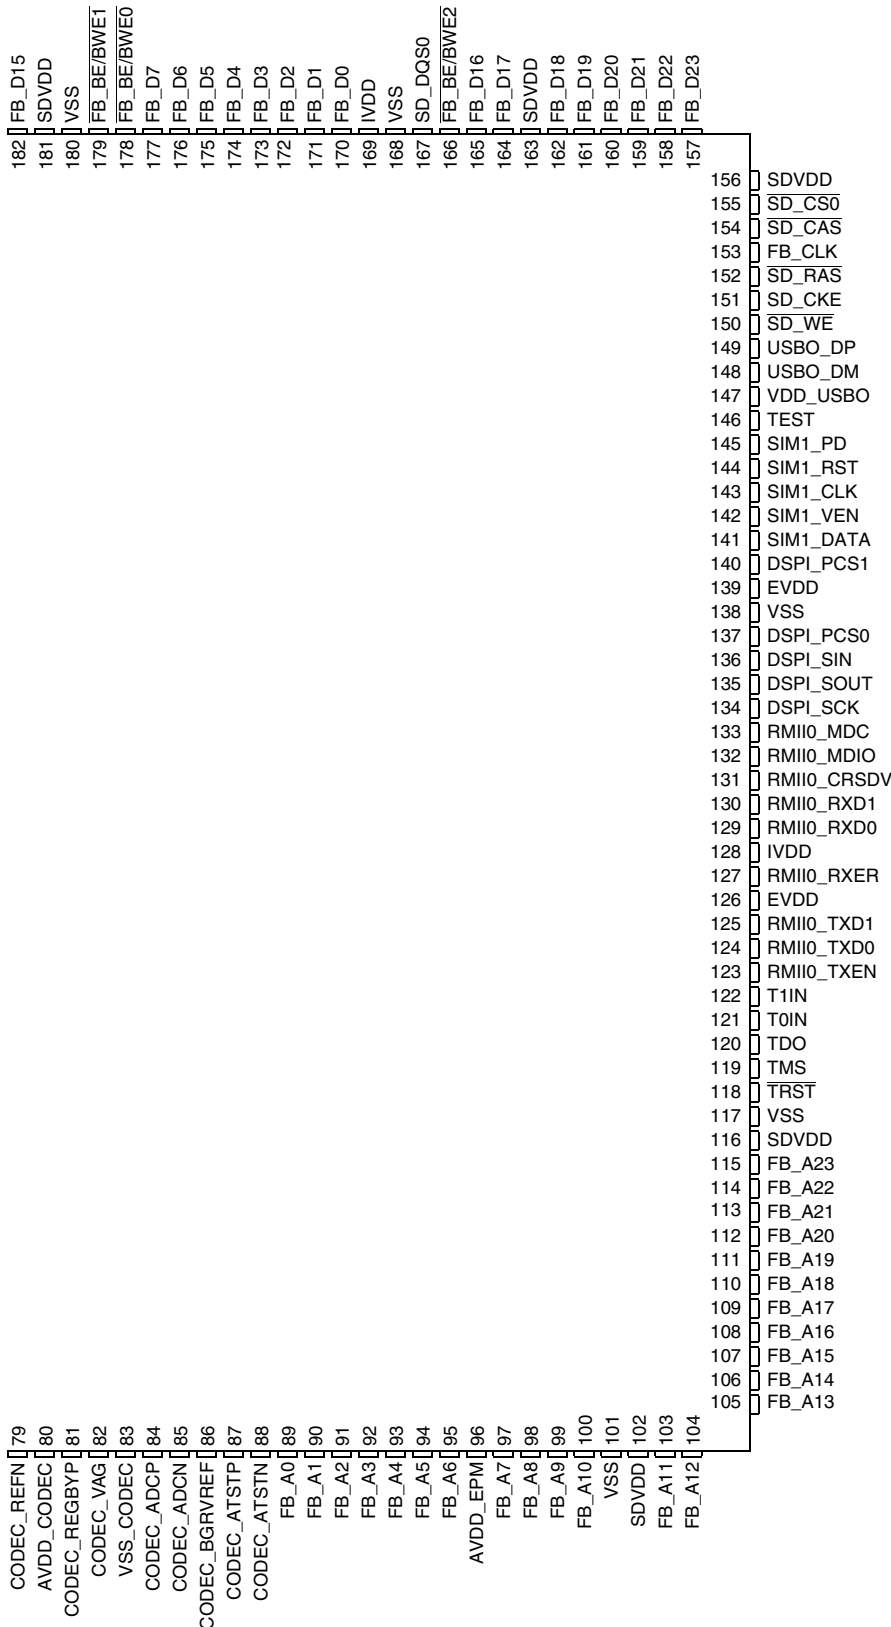 182 FB_D15
181 SDVDD
180 VSS
179 FB_BE/BWE1
178 FB_BE/BWE0
177 FB_D7
176 FB_D6
175 FB_D5
174 FB_D4
173 FB_D3
172 FB_D2
171 FB_D1
170 FB_D0
169 IVDD
168 VSS
167 SD_DQS0
166 FB_BE/BWE2
165 FB_D16
164 FB_D17
163 SDVDD
162 FB_D18
161 FB_D19
160 FB_D20
159 FB_D21
158 FB_D22
157 FB_D23
156 SDVDD
155 SD_CS0
154 SD_CAS
153 FB_CLK
152 SD_RAS
151 SD_CKE
150 SD_WE
149 USBO_DP
148 USBO_DM
147 VDD_USBO
146 TEST
145 SIM1_PD
144 SIM1_RST
143 SIM1_CLK
142 SIM1_VEN
141 SIM1_DATA
140 DSPI_PCS1
139 EVDD
138 VSS
137 DSPI_PCS0
136 DSPI_SIN
135 DSPI_SOUT
134 DSPI_SCK
133 RMII0_MDC
132 RMII0_MDIO
131 RMII0_CRSDV
130 RMII0_RXD1
129 RMII0_RXD0
128 IVDD
127 RMII0_RXER
126 EVDD
125 RMII0_TXD1
124 RMII0_TXD0
123 RMII0_TXEN
122 T1IN
121 T0IN
120 TDO
119 TMS
118 TRST
117 VSS
116 SDVDD
115 FB_A23
114 FB_A22
113 FB_A21
112 FB_A20
111 FB_A19
110 FB_A18
109 FB_A17
108 FB_A16
107 FB_A15
106 FB_A14
105 FB_A13
CODEC_REFN 79
AVDD_CODEC 80
CODEC_REGBYP 81
CODEC_VAG 82
VSS_CODEC 83
CODEC_ADCP 84
CODEC_ADCN 85
CODEC_BGRVREF 86
CODEC_ATSTP 87
CODEC_ATSTN 88
FB_A0 89
FB_A1 90
FB_A2 91
FB_A3 92
FB_A4 93
FB_A5 94
FB_A6 95
AVDD_EPM 96
FB_A7 97
FB_A8 98
FB_A9 99
FB_A10 100
VSS 101
SDVDD 102
FB_A11 103
FB_A12 104